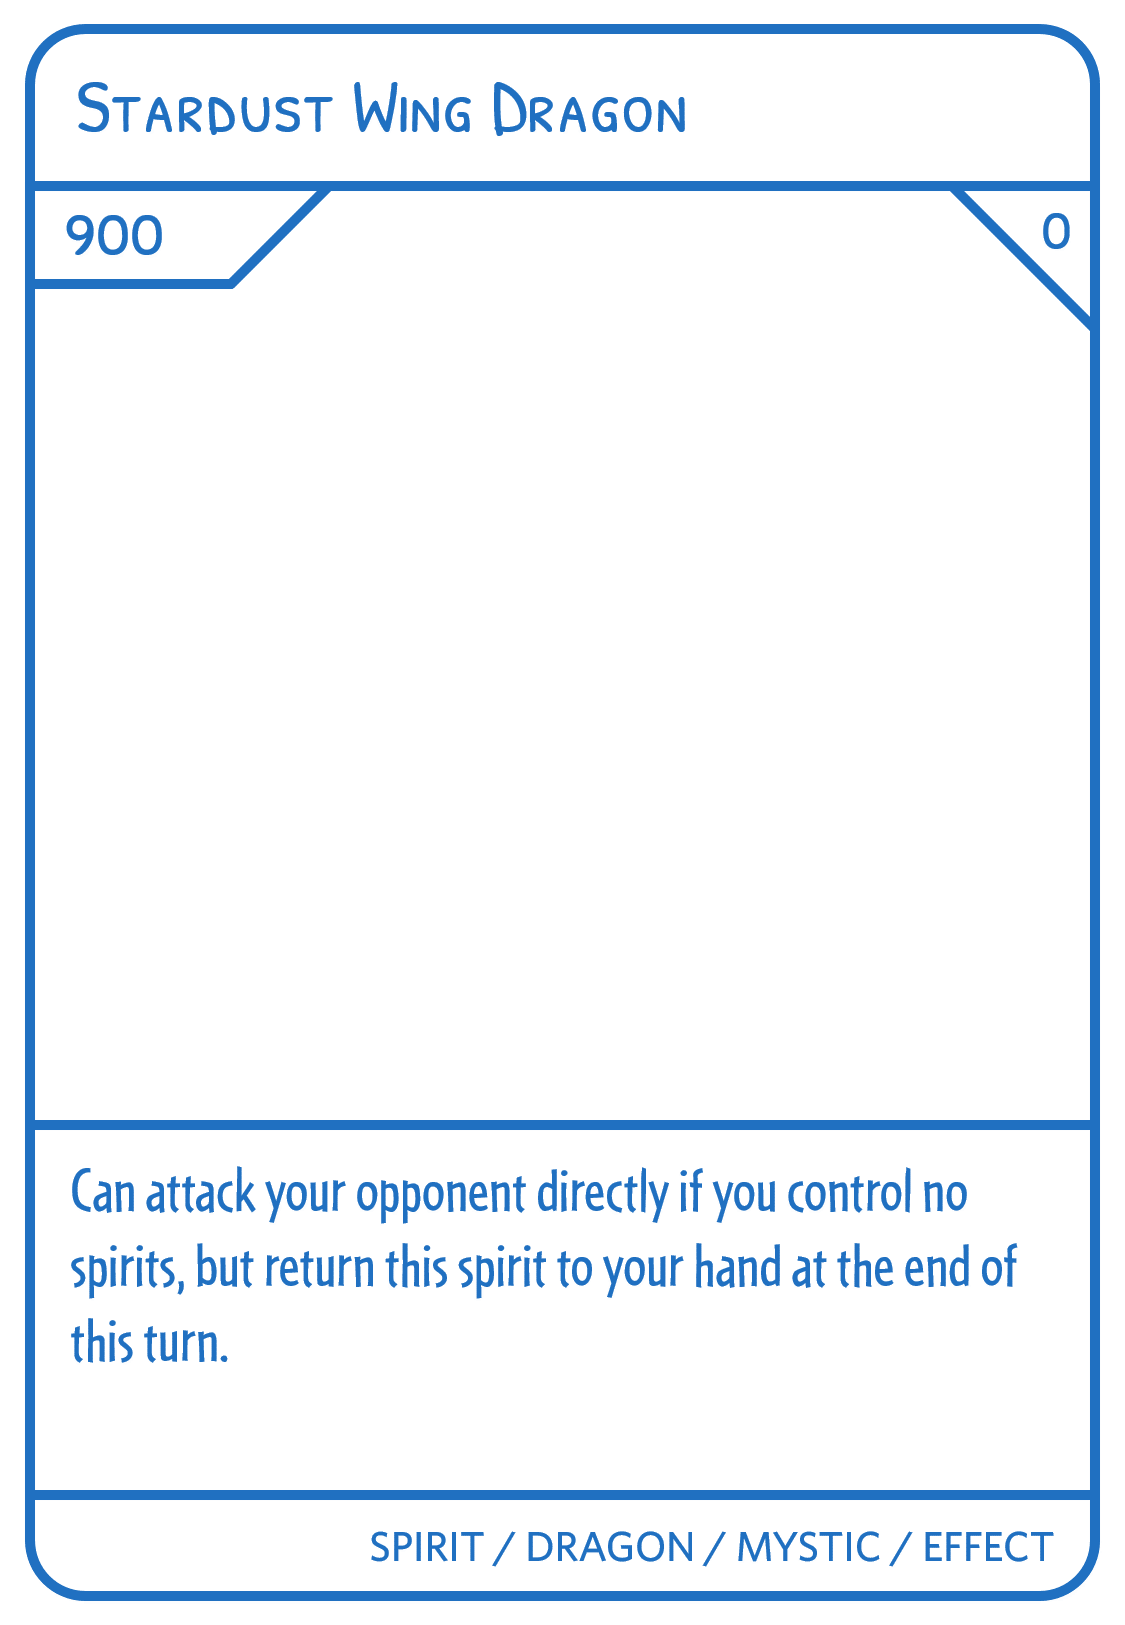 Stardust Wing Dragon
900
0
Can attack your opponent directly if you control no
spirits, but return this spirit to your hand at the end of
this turn.
SPIRIT / DRAGON / MYSTIC / EFFECT